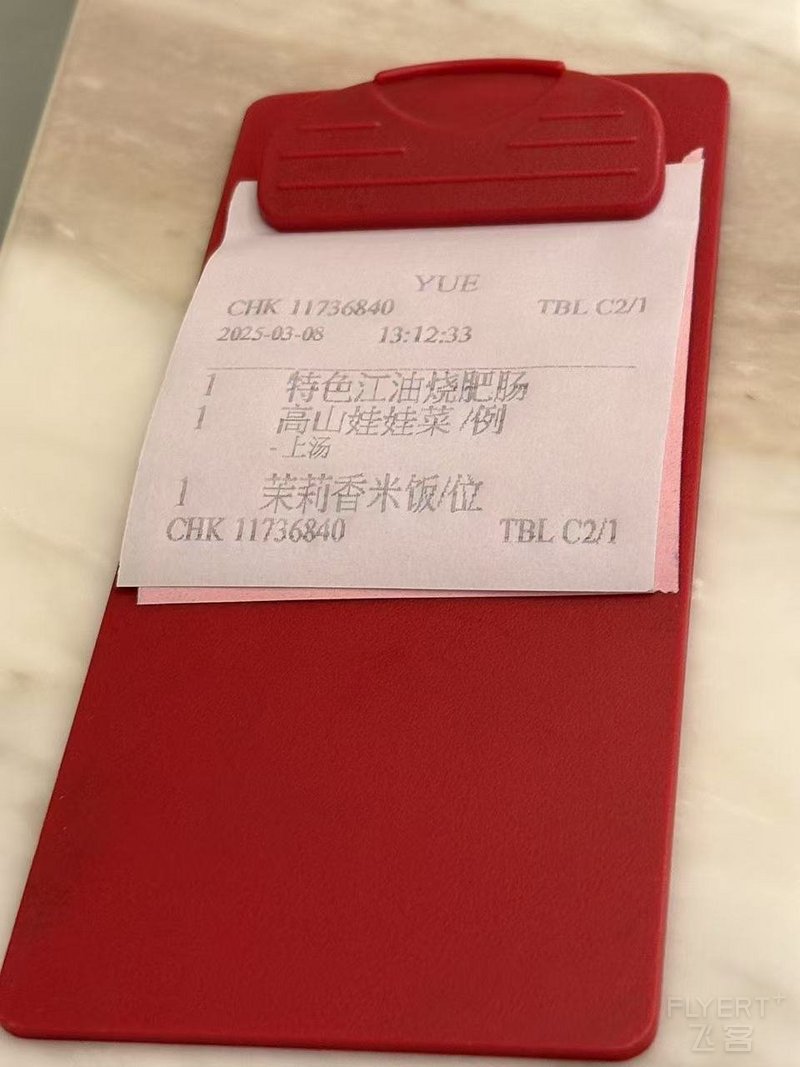 YUE
CHK 11736840 TBL C2/1
2025-03-08 13:12:33
1 特色江油烧肥肠
1 高山娃娃菜 /例
- 上汤
1 茉莉香米饭/位
CHK 11736840 TBL C2/1
FLYERT+
飞客